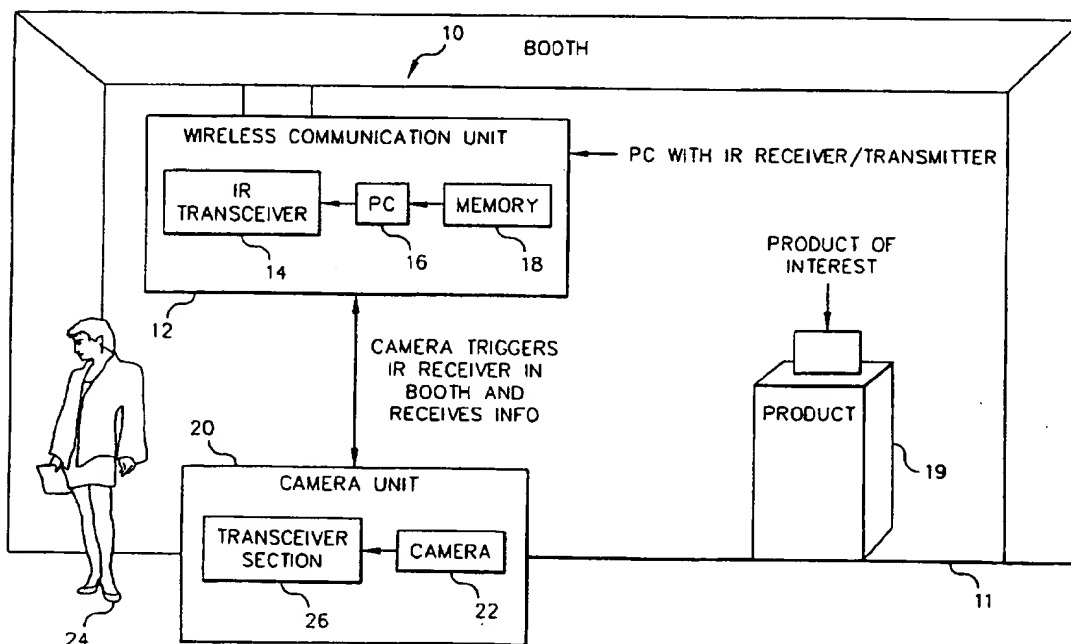 10
BOOTH
WIRELESS COMMUNICATION UNIT
PC WITH IR RECEIVER/TRANSMITTER
IR
TRANSCEIVER
PC
MEMORY
14
16
18
12
PRODUCT OF
INTEREST
CAMERA TRIGGERS
IR RECEIVER IN
BOOTH AND
RECEIVES INFO
PRODUCT
19
20
CAMERA UNIT
TRANSCEIVER
SECTION
CAMERA
26
22
11
24